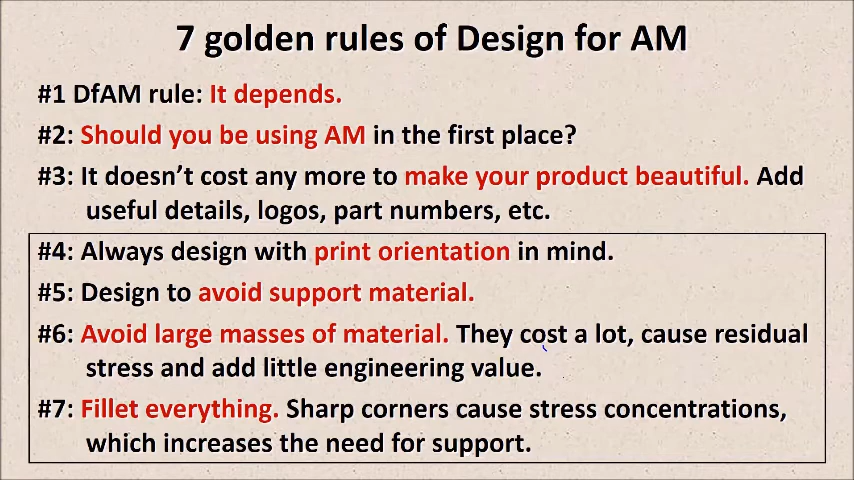 7 golden rules of Design for AM
#1 DfAM rule: It depends.
#2: Should you be using AM in the first place?
#3: It doesn’t cost any more to make your product beautiful. Add
useful details, logos, part numbers, etc.
#4: Always design with print orientation in mind.
#5: Design to avoid support material.
#6: Avoid large masses of material. They cost a lot, cause residual
stress and add little engineering value.
#7: Fillet everything. Sharp corners cause stress concentrations,
which increases the need for support.